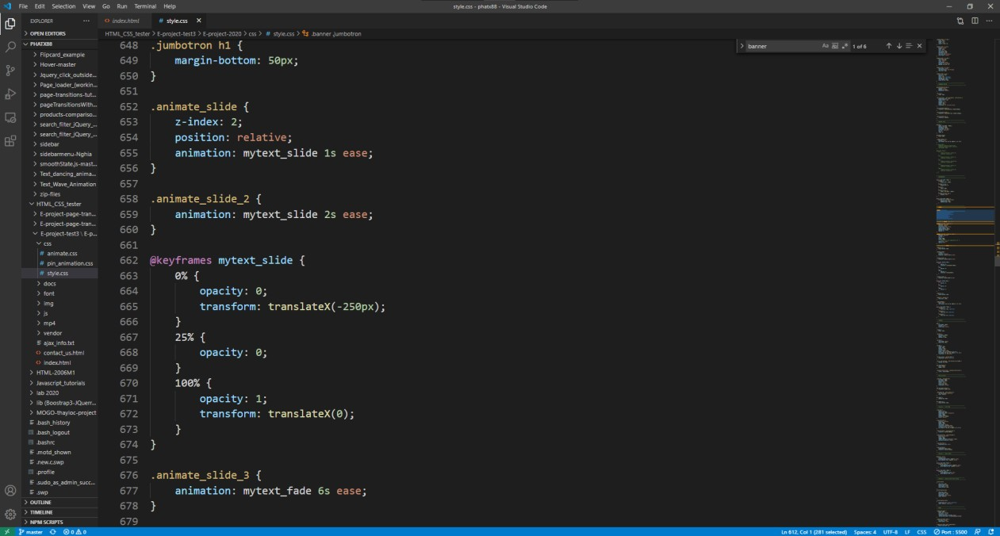 File Edit Selection View Go Run Terminal Help
style.css - phatx88 - Visual Studio Code
EXPLORER
index.html
style.css
HTML_CSS_tester > E-project-test3 > E-project-2020 > css > style.css > .banner .jumbotron
OPEN EDITORS
PHATX88
Flipcard_example
Hover-master
Jquery_click_outside...
Page_loader_(workin...
page-transitions-tut...
pageTransitionsWith...
products-compariso...
search_filter_jQuery_...
search_filter_jQuery_...
sidebar
sidebarmenu-Nghia
smoothState.js-mast...
Text_dancing_anima...
Text_Wave_Animation
zip-files
HTML_CSS_tester
E-project-page-tran...
E-project-page-tran...
E-project-test3 \ E-p...
css
animate.css
pin_animation.css
style.css
docs
font
img
js
mp4
vendor
ajax_info.txt
contact_us.html
index.html
HTML-2006M1
Javascript_tutorials
lab 2020
lib (Boostrap3-JQuerr...
MOGO-thayloc-project
.bash_history
.bash_logout
.bashrc
.motd_shown
.new.c.swp
.profile
.sudo_as_admin_succ...
.swp
OUTLINE
TIMELINE
NPM SCRIPTS
banner
Aa
1 of 6
648 .jumbotron h1 {
649 margin-bottom: 50px;
650 }
651
652 .animate_slide {
653 z-index: 2;
654 position: relative;
655 animation: mytext_slide 1s ease;
656 }
657
658 .animate_slide_2 {
659 animation: mytext_slide 2s ease;
660 }
661
662 @keyframes mytext_slide {
663 0% {
664 opacity: 0;
665 transform: translateX(-250px);
666 }
667 25% {
668 opacity: 0;
669 }
670 100% {
671 opacity: 1;
672 transform: translateX(0);
673 }
674 }
675
676 .animate_slide_3 {
677 animation: mytext_fade 6s ease;
678 }
679
master
0 0
Ln 612, Col 1 (281 selected) Spaces: 4 UTF-8 LF CSS Port : 5500